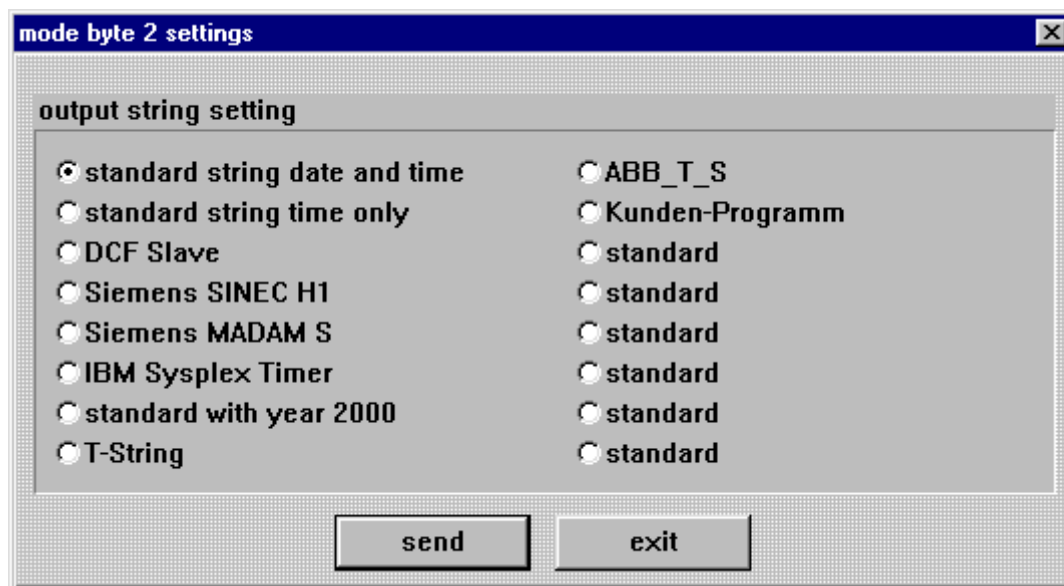 mode byte 2 settings
output string setting
standard string date and time
standard string time only
DCF Slave
Siemens SINEC H1
Siemens MADAM S
IBM Sysplex Timer
standard with year 2000
T-String
ABB_T_S
Kunden-Programm
standard
standard
standard
standard
standard
standard
send
exit